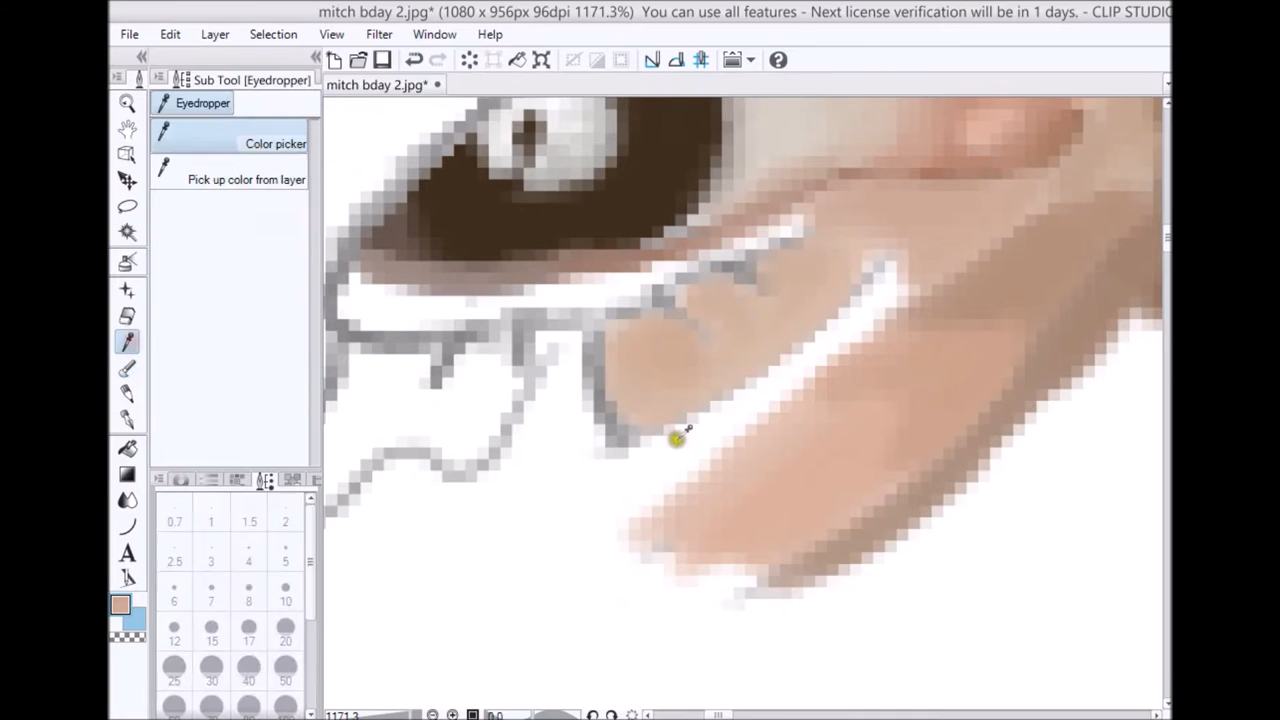 mitch bday 2.jpg* (1080 x 956px 96dpi 1171.3%) You can use all features - Next license verification will be in 1 days. - CLIP STUDIO
File Edit Layer Selection View Filter Window Help
Sub Tool [Eyedropper]
mitch bday 2.jpg*
Eyedropper
Color picker
Pick up color from layer
0.7 1 1.5 2
2.5 3 4 5
6 7 8 10
12 15 17 20
25 30 40 50
A
1171.3